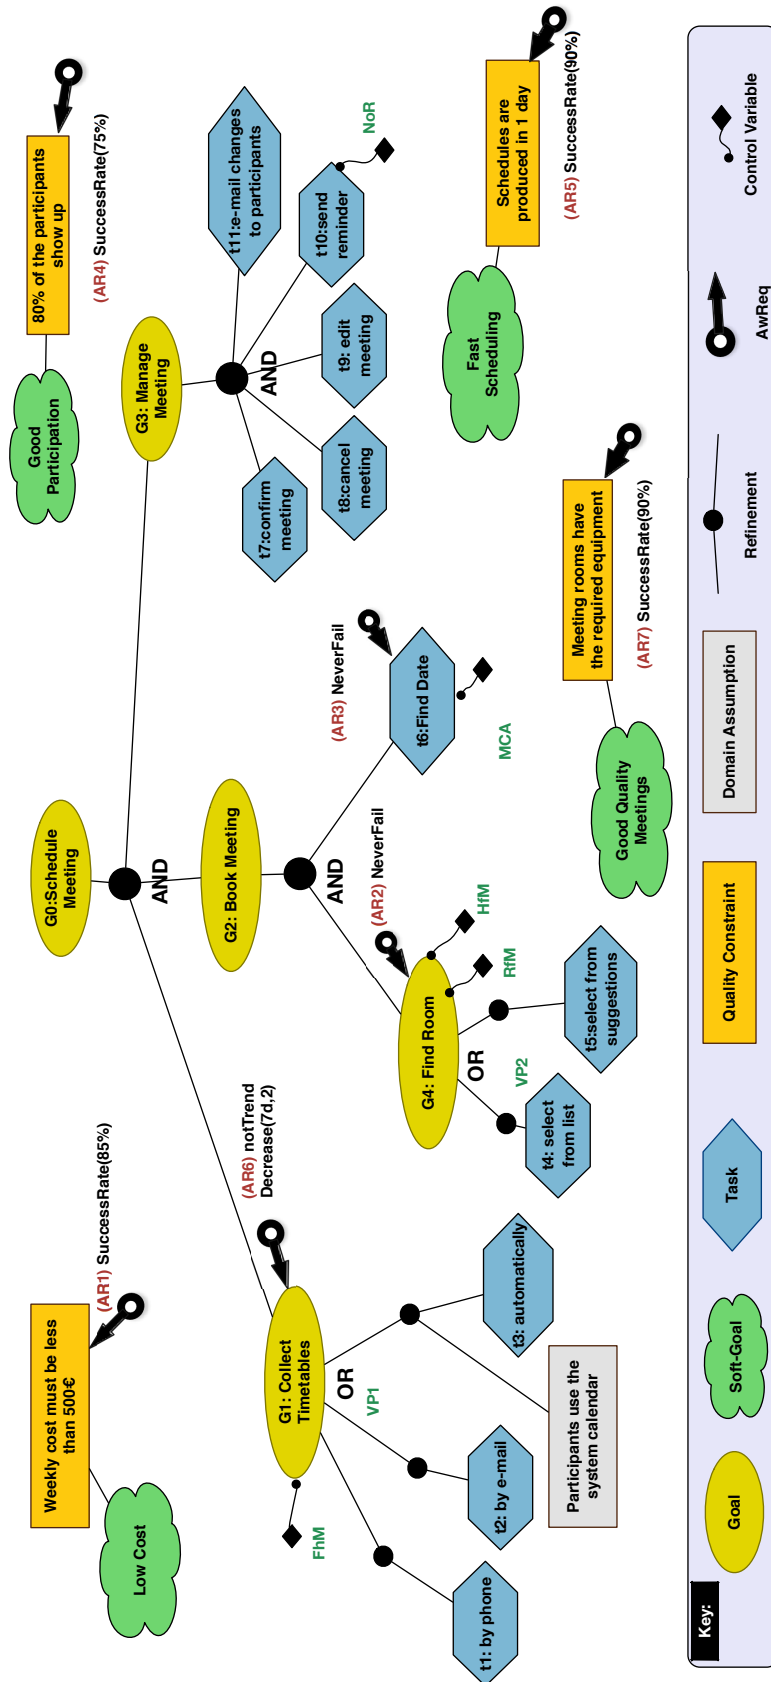 Weekly cost must be less
than 500€
(AR1) SuccessRate(85%)
Low Cost
G0:Schedule
Meeting
AND
80% of the participants
show up
(AR4) SuccessRate(75%)
Good
Participation
G1: Collect
Timetables
(AR6) notTrend
Decrease(7d,2)
OR
VP1
FhM
t1: by phone
t2: by e-mail
t3: automatically
Participants use the
system calendar
G2: Book Meeting
AND
(AR2) NeverFail
G4: Find Room
HfM
RfM
OR
VP2
t4: select
from list
t5:select from
suggestions
(AR3) NeverFail
t6:Find Date
MCA
G3: Manage
Meeting
AND
t7:confirm
meeting
t8:cancel
meeting
t9: edit
meeting
t10:send
reminder
t11:e-mail changes
to participants
NoR
Good Quality
Meetings
Meeting rooms have
the required equipment
(AR7) SuccessRate(90%)
Fast
Scheduling
Schedules are
produced in 1 day
(AR5) SuccessRate(90%)
Key:
Goal
Soft-Goal
Task
Quality Constraint
Domain Assumption
Refinement
AwReq
Control Variable